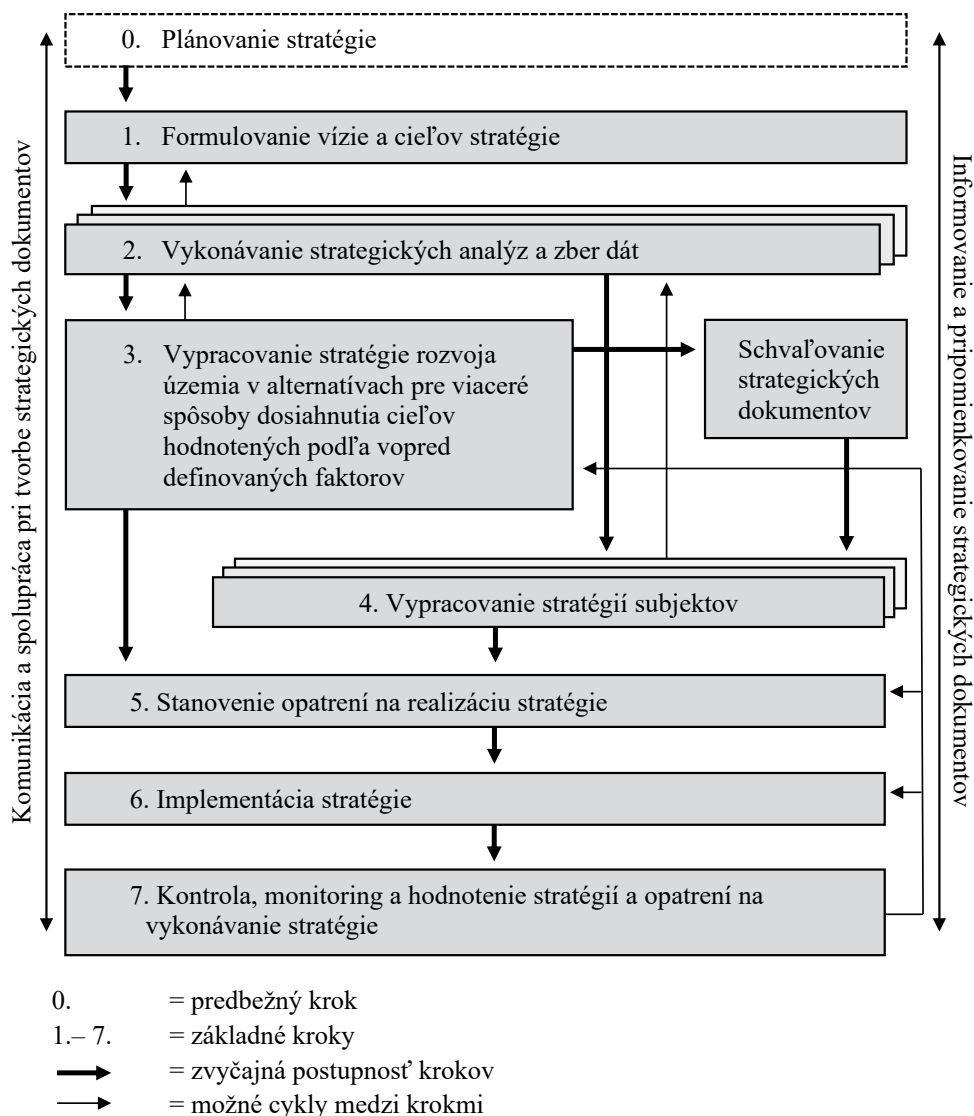 0. Plánovanie stratégie
1. Formulovanie vízie a cieľov stratégie
2. Vykonávanie strategických analýz a zber dát
3. Vypracovanie stratégie rozvoja
územia v alternatívach pre viaceré
spôsoby dosiahnutia cieľov
hodnotených podľa vopred
definovaných faktorov
Schvaľovanie
strategických
dokumentov
4. Vypracovanie stratégií subjektov
5. Stanovenie opatrení na realizáciu stratégie
6. Implementácia stratégie
7. Kontrola, monitoring a hodnotenie stratégií a opatrení na
vykonávanie stratégie
Komunikácia a spolupráca pri tvorbe strategických dokumentov
Informovanie a pripomienkovanie strategických dokumentov
0. = predbežný krok
1.– 7. = základné kroky
= zvyčajná postupnosť krokov
= možné cykly medzi krokmi